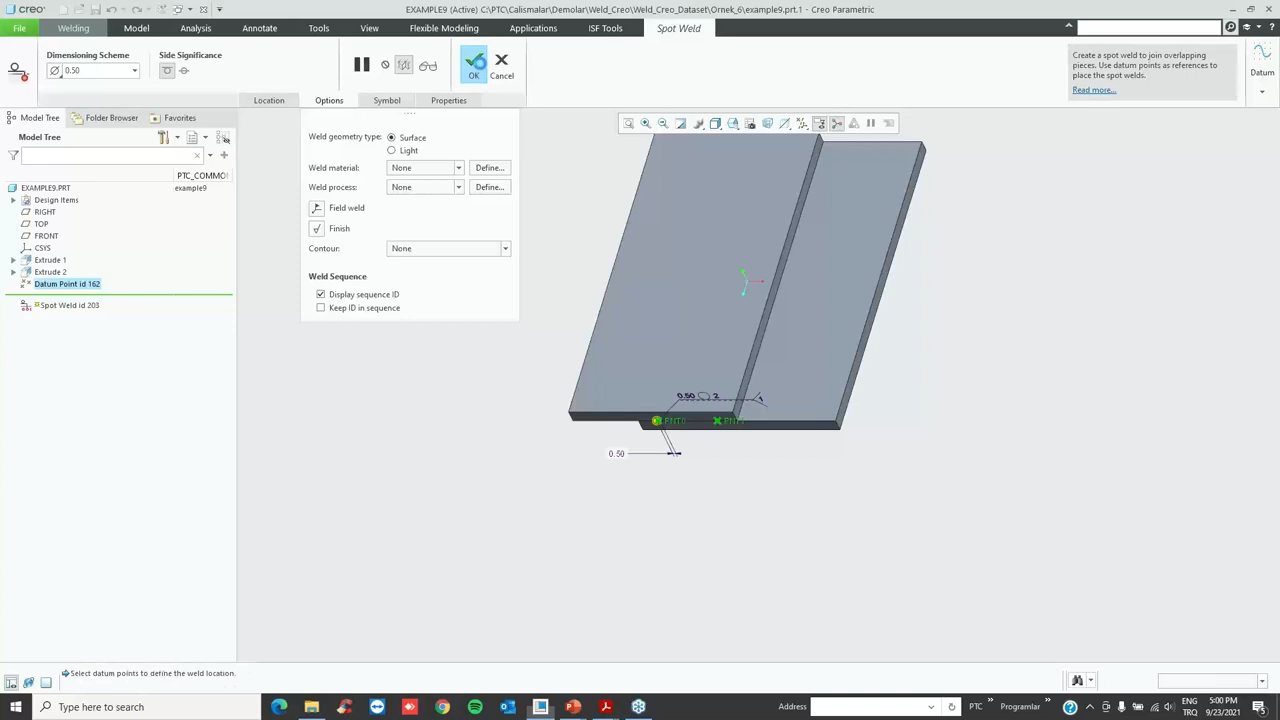 creo
EXAMPLE9 (Active) C:\PTC\Calismalar\Demolar\Weld_Creo\Weld_Creo_Dataset\Ornek_6\example9.prt.1 - Creo Parametric
File
Welding
Model
Analysis
Annotate
Tools
View
Flexible Modeling
Applications
ISF Tools
Spot Weld
Dimensioning Scheme
Side Significance
0.50
OK
Cancel
Create a spot weld to join overlapping
pieces. Use datum points as references to
place the spot welds.
Read more...
Datum
Location
Options
Symbol
Properties
Model Tree
Folder Browser
Favorites
Model Tree
PTC_COMMO
EXAMPLE9.PRT
example9
Design Items
RIGHT
TOP
FRONT
CSYS
Extrude 1
Extrude 2
Datum Point id 162
Spot Weld id 203
Weld geometry type:
Surface
Light
Weld material:
None
Define...
Weld process:
None
Define...
Field weld
Finish
Contour:
None
Weld Sequence
Display sequence ID
Keep ID in sequence
0.50
2
1
PNT0
0.50
Select datum points to define the weld location.
Type here to search
Address
PTC
Programlar
ENG
TRQ
5:00 PM
9/23/2021